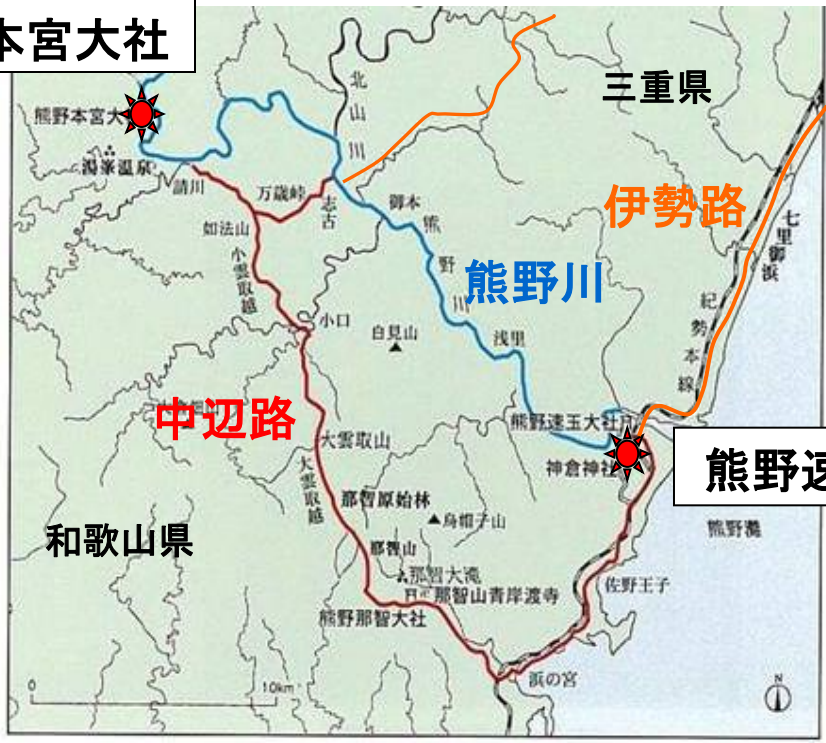 本宮大社
北山川
三重県
熊野本宮大
湯峯温泉
請川
万歳峠
志古
御本
熊野川
伊勢路
七里御浜
如法山
小雲取越
熊野川
紀勢本線
小口
白見山
浅里
中辺路
熊野速玉大社
神倉神社
熊野速
大雲取山
大雲取越
那智原始林
烏帽子山
和歌山県
熊野灘
那智山
那智大滝
那智山青岸渡寺
佐野王子
熊野那智大社
浜の宮
0
10km
N